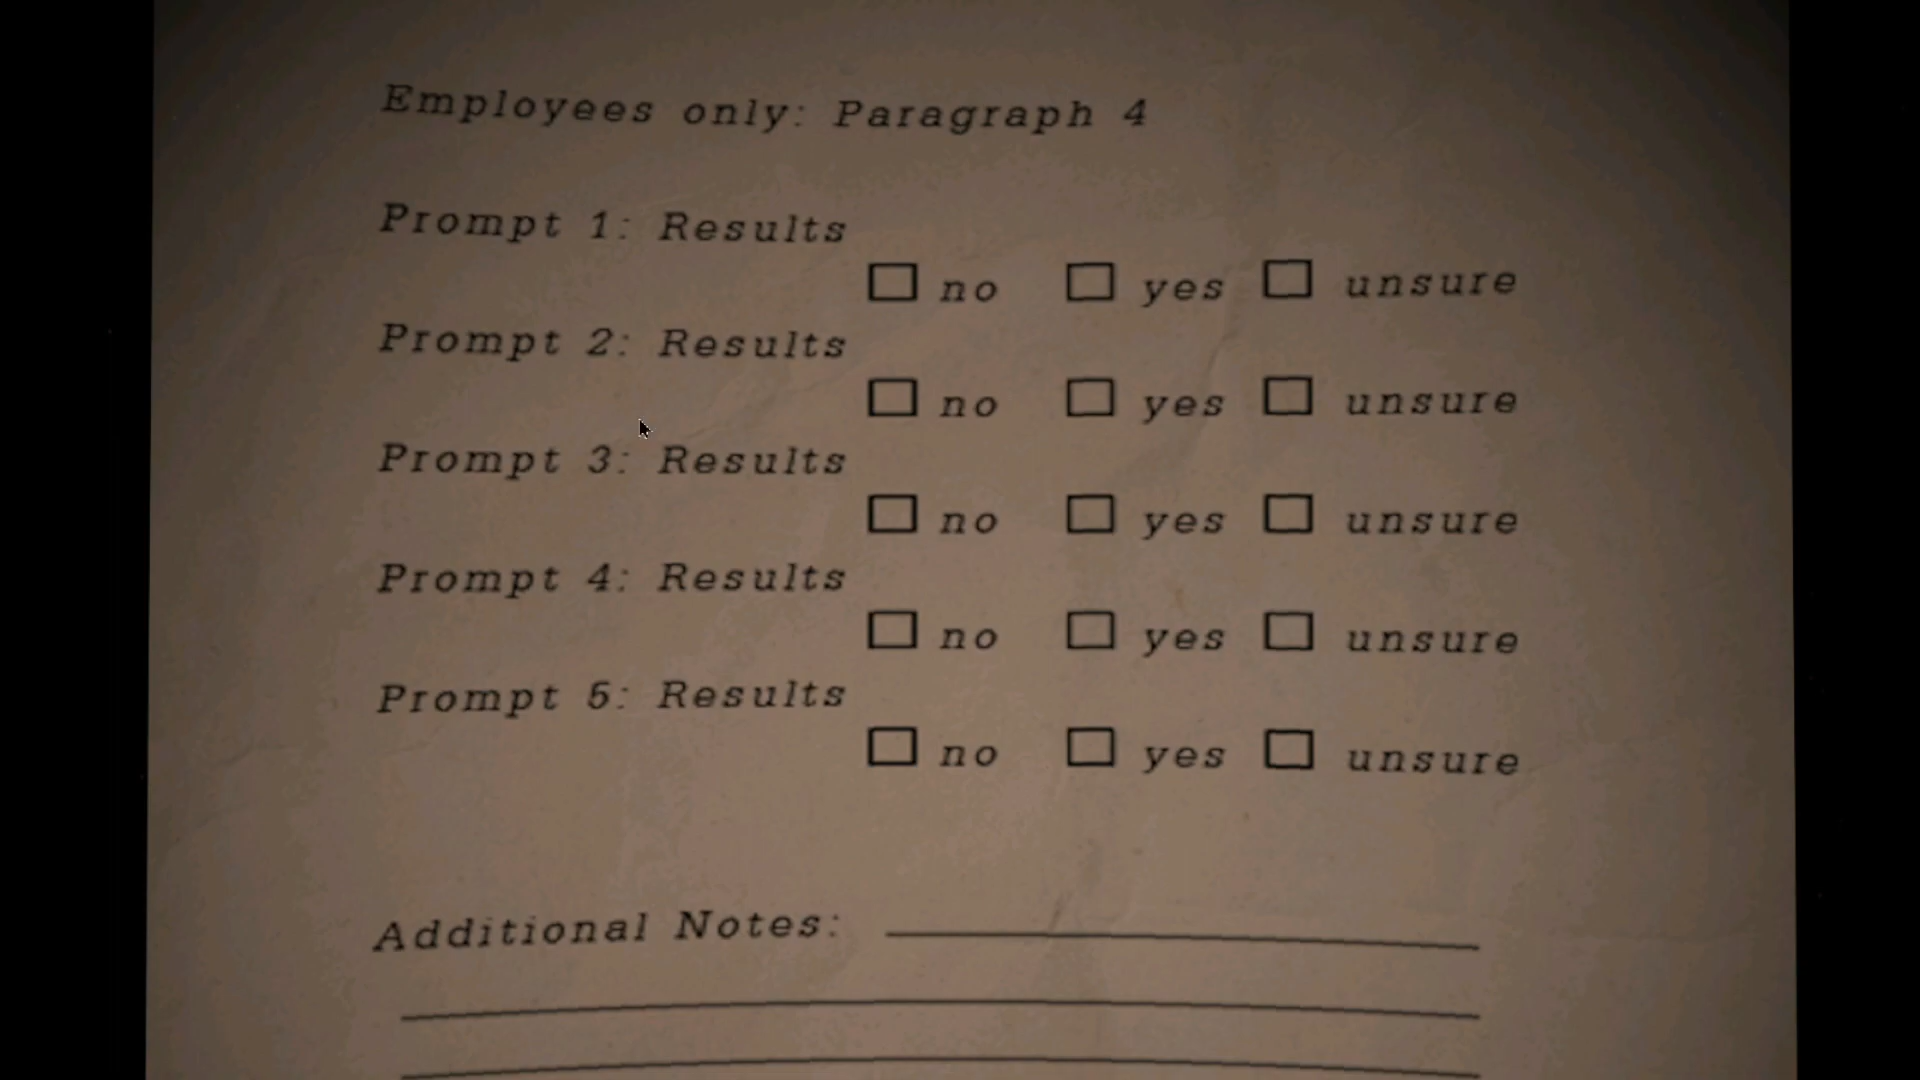 Employees only: Paragraph 4
Prompt 1: Results
no yes unsure
Prompt 2: Results
no yes unsure
Prompt 3: Results
no yes unsure
Prompt 4: Results
no yes unsure
Prompt 5: Results
no yes unsure
Additional Notes: